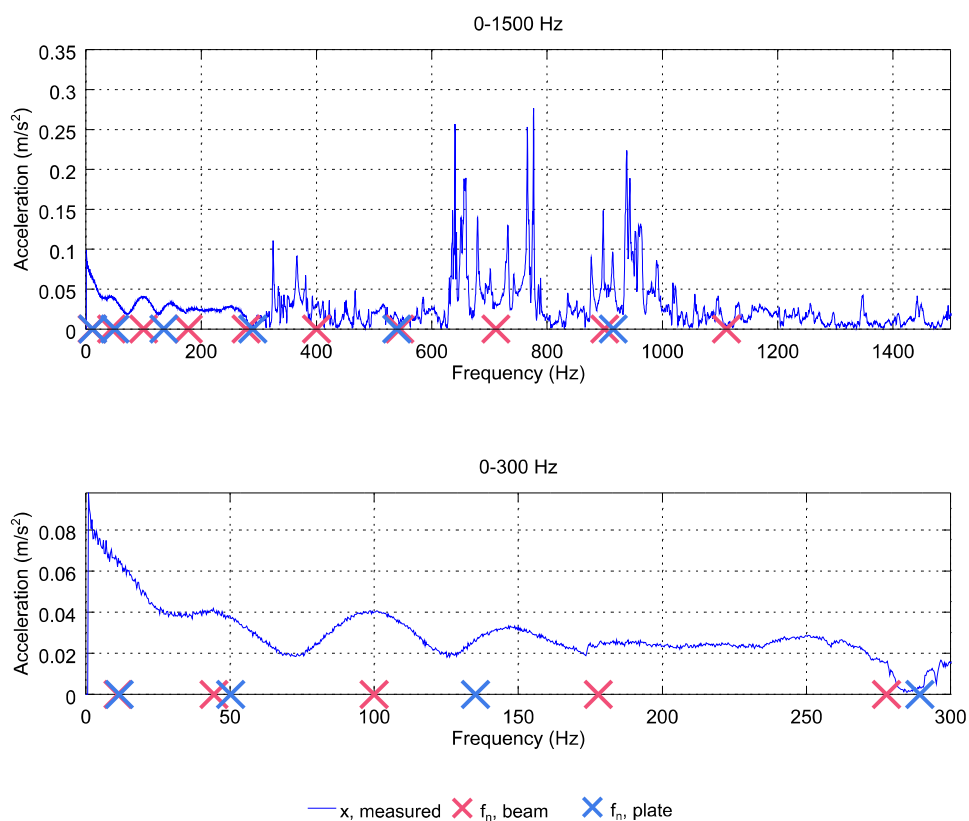 0-1500 Hz
0.35
0.3
0.25
0.2
0.15
0.1
0.05
0
Acceleration (m/s²)
0 200 400 600 800 1000 1200 1400
Frequency (Hz)
0-300 Hz
0.08
0.06
0.04
0.02
0
Acceleration (m/s²)
0 50 100 150 200 250 300
Frequency (Hz)
x, measured fₙ, beam fₙ, plate